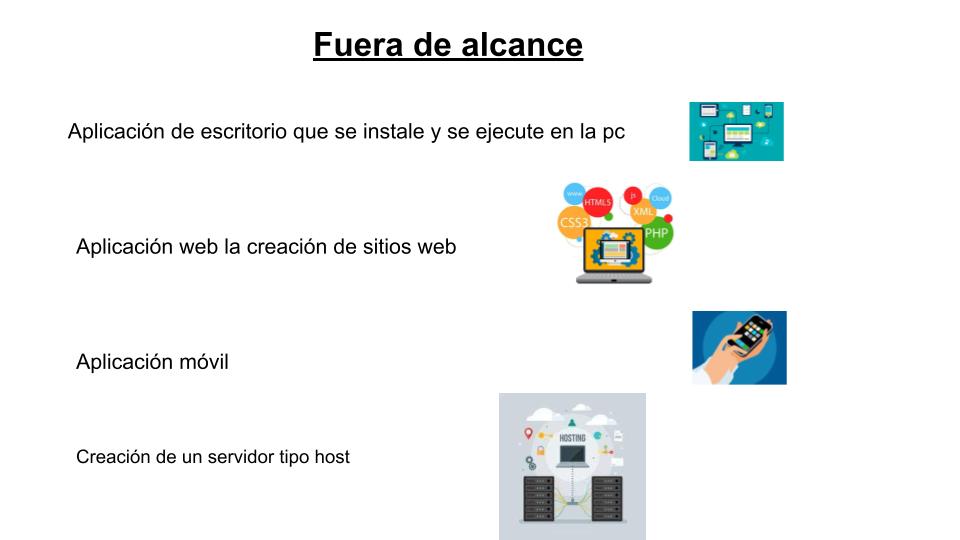 Fuera de alcance
Aplicación de escritorio que se instale y se ejecute en la pc
www
HTML5
js
Cloud
XML
CSS3
PHP
Aplicación web la creación de sitios web
Aplicación móvil
HOSTING
Creación de un servidor tipo host